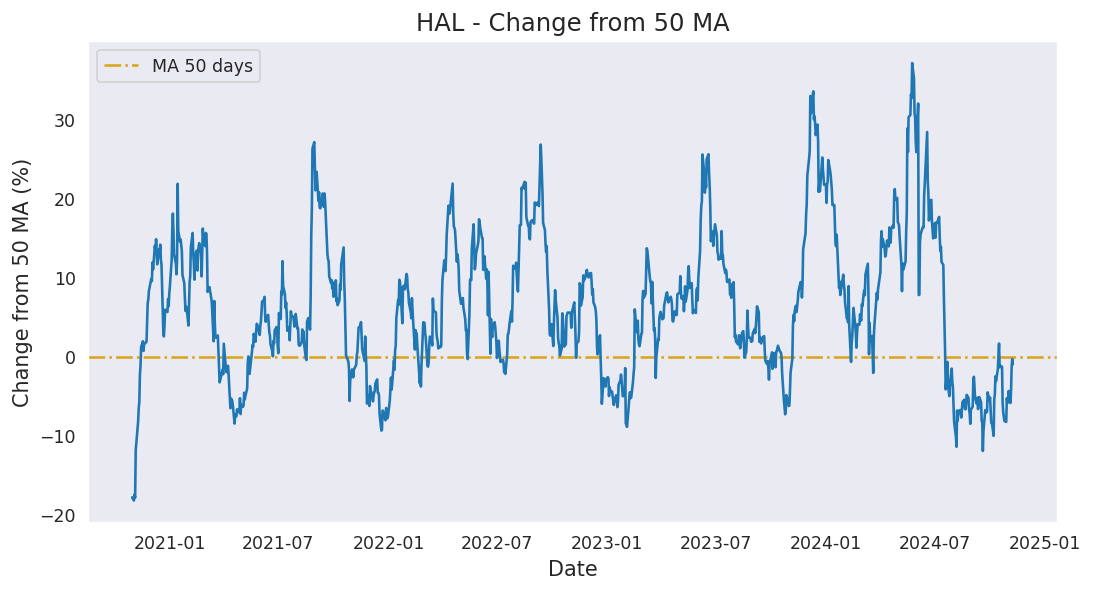 HAL - Change from 50 MA
MA 50 days
Change from 50 MA (%)
30
20
10
0
−10
−20
2021-01 2021-07 2022-01 2022-07 2023-01 2023-07 2024-01 2024-07 2025-01
Date